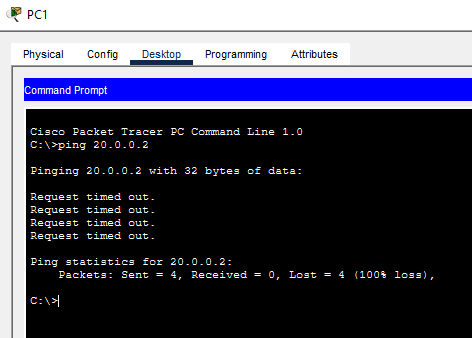 PC1
Physical Config Desktop Programming Attributes
Command Prompt
Cisco Packet Tracer PC Command Line 1.0
C:\>ping 20.0.0.2
Pinging 20.0.0.2 with 32 bytes of data:
Request timed out.
Request timed out.
Request timed out.
Request timed out.
Ping statistics for 20.0.0.2:
Packets: Sent = 4, Received = 0, Lost = 4 (100% loss),
C:\>